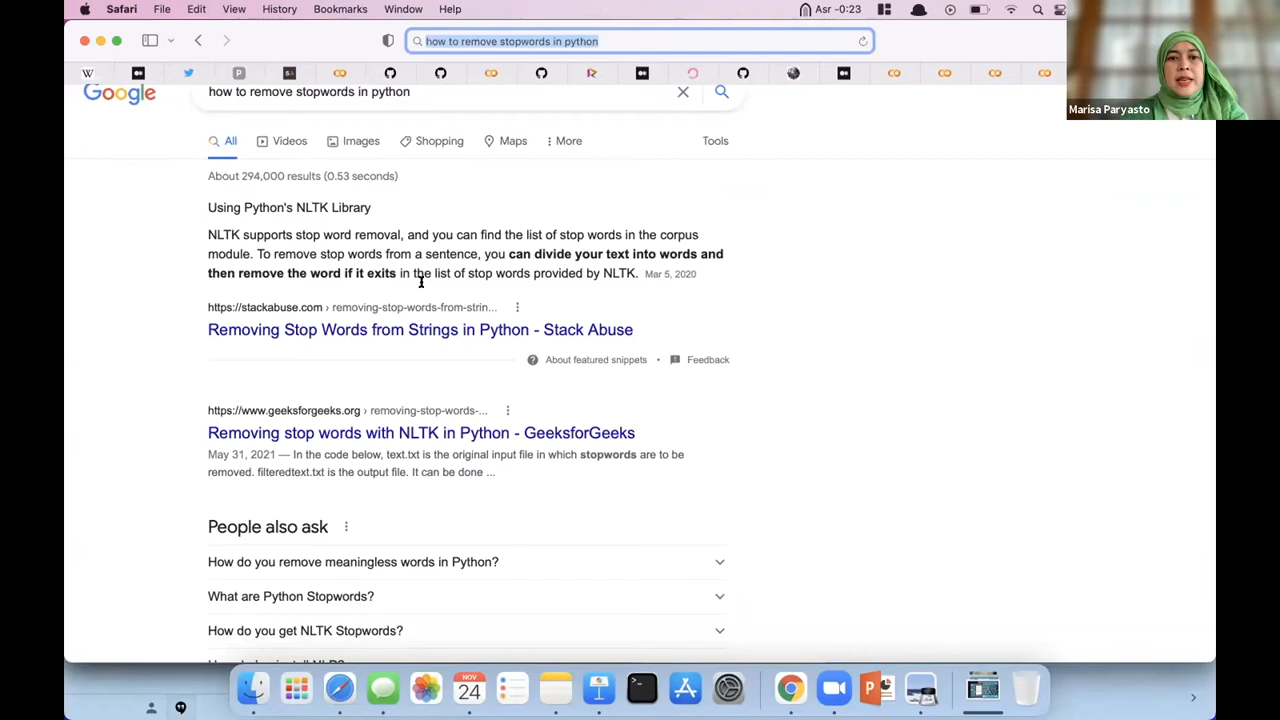 Safari File Edit View History Bookmarks Window Help Asr -0:23
how to remove stopwords in python
W P SA
Marisa Paryasto
Google how to remove stopwords in python
All Videos Images Shopping Maps More Tools
About 294,000 results (0.53 seconds)
Using Python's NLTK Library
NLTK supports stop word removal, and you can find the list of stop words in the corpus
module. To remove stop words from a sentence, you can divide your text into words and
then remove the word if it exits in the list of stop words provided by NLTK. Mar 5, 2020
https://stackabuse.com › removing-stop-words-from-strin...
Removing Stop Words from Strings in Python - Stack Abuse
About featured snippets • Feedback
https://www.geeksforgeeks.org › removing-stop-words-...
Removing stop words with NLTK in Python - GeeksforGeeks
May 31, 2021 — In the code below, text.txt is the original input file in which stopwords are to be
removed. filteredtext.txt is the output file. It can be done ...
People also ask
How do you remove meaningless words in Python?
What are Python Stopwords?
How do you get NLTK Stopwords?
NOV
24